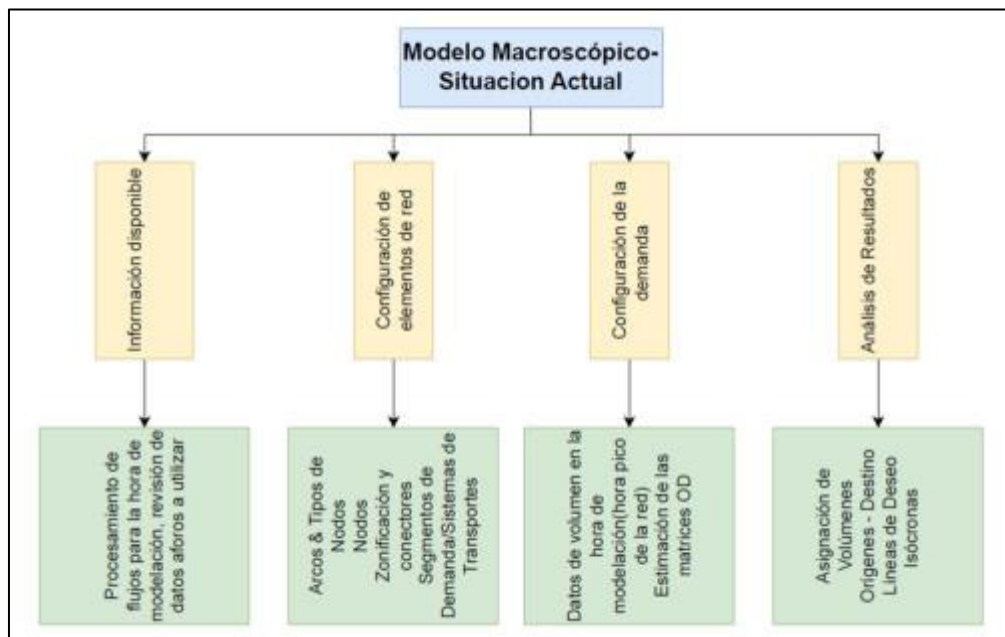 Modelo Macroscópico-
Situacion Actual
Información disponible
Configuración de
elementos de red
Configuración de la
demanda
Análisis de Resultados
Procesamiento de
flujos para la hora de
modelación, revisión de
datos aforos a utilizar
Arcos & Tipos de
Nodos
Nodos
Zonificación y
conectores
Segmentos de
Demanda/Sistemas de
Transportes
Datos de volumen en la
hora de
modelación(hora pico
de la red)
Estimación de las
matrices OD
Asignación de
Volúmenes
Orígenes - Destino
Líneas de Deseo
Isócronas